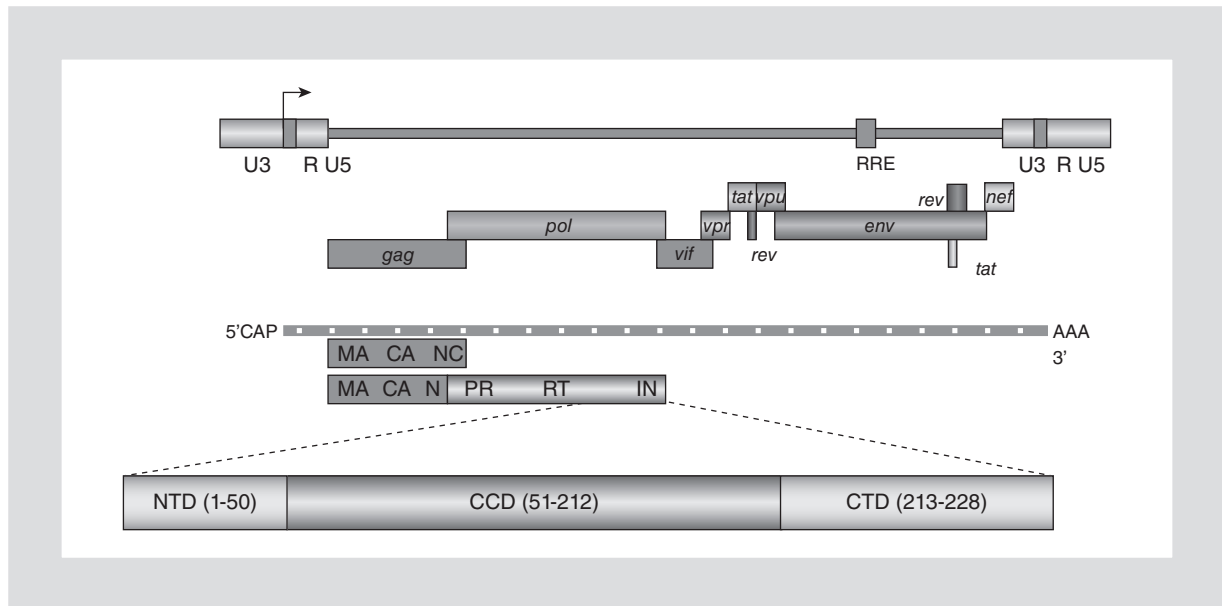 U3 R U5 RRE U3 R U5
tat vpu rev nef
pol vpr env
gag vif rev tat
5'CAP AAA
MA CA NC 3'
MA CA N PR RT IN
NTD (1-50) CCD (51-212) CTD (213-228)